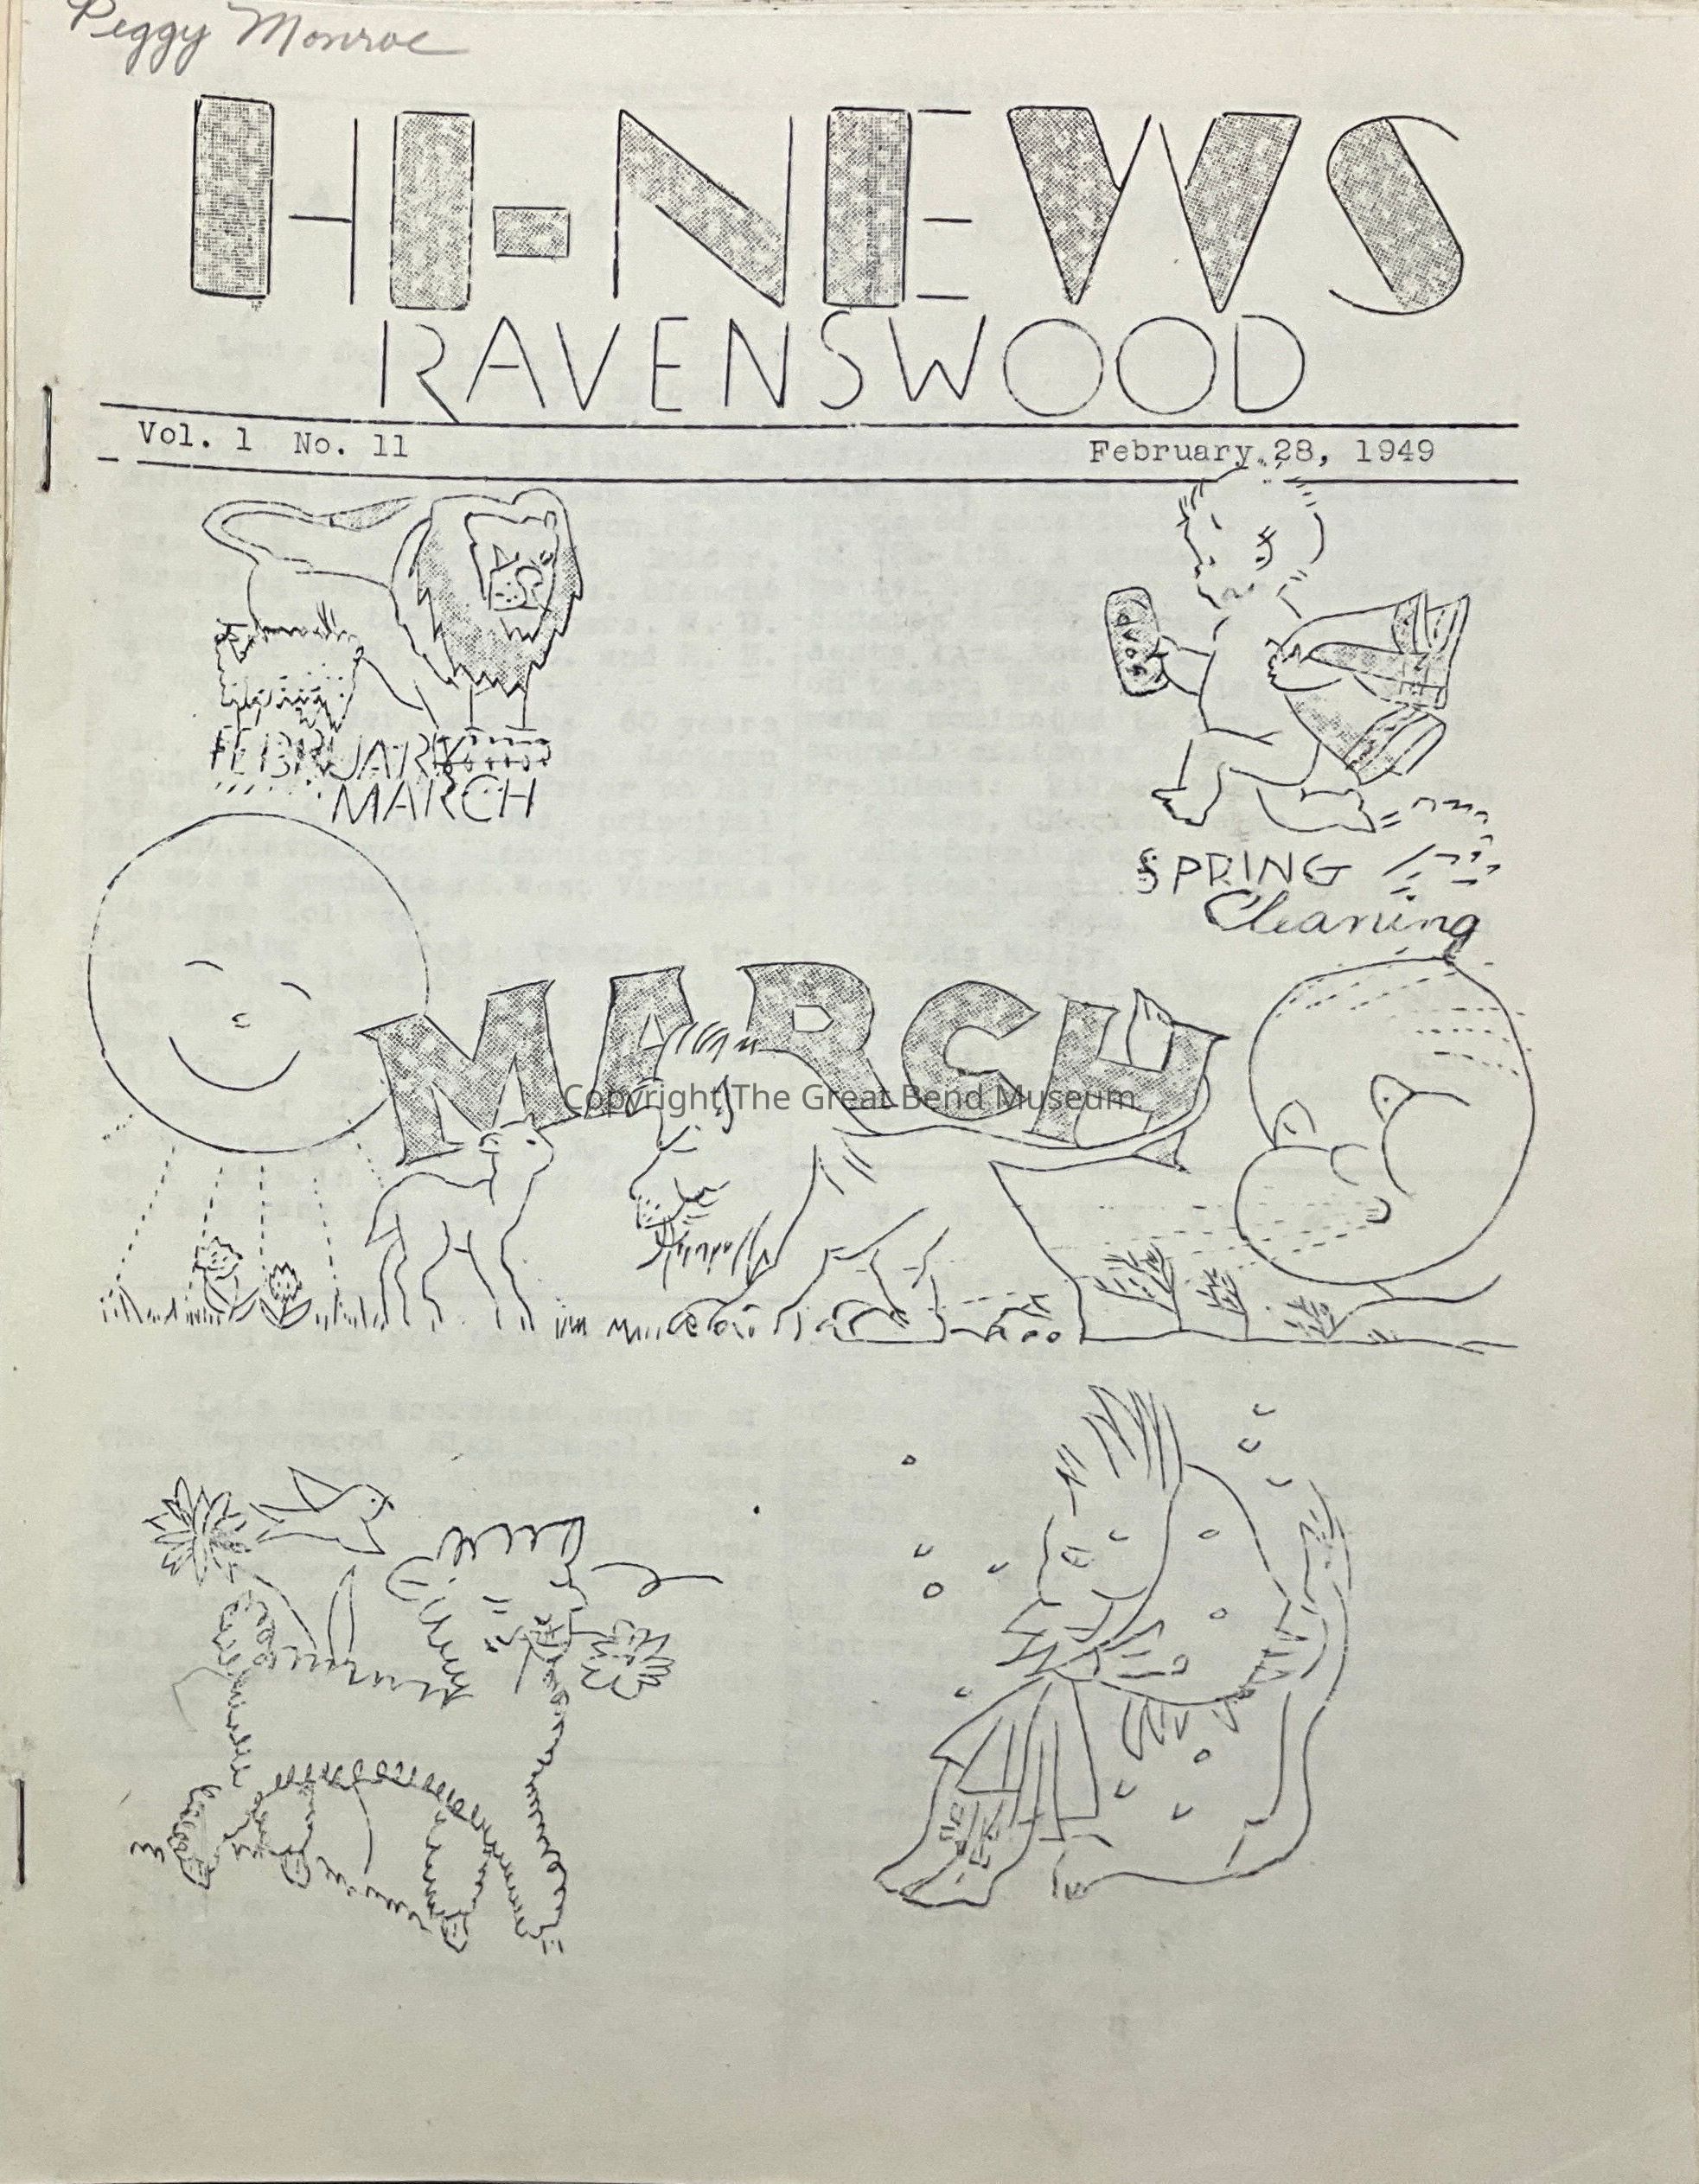 Peggy Monroe
HI-NEWS
RAVENSWOOD
Vol. 1 No. 11 February 28, 1949
FEBRUARY
MARCH
SOAP
SPRING
Cleaning
MARCH
Copyright The Great Bend Museum